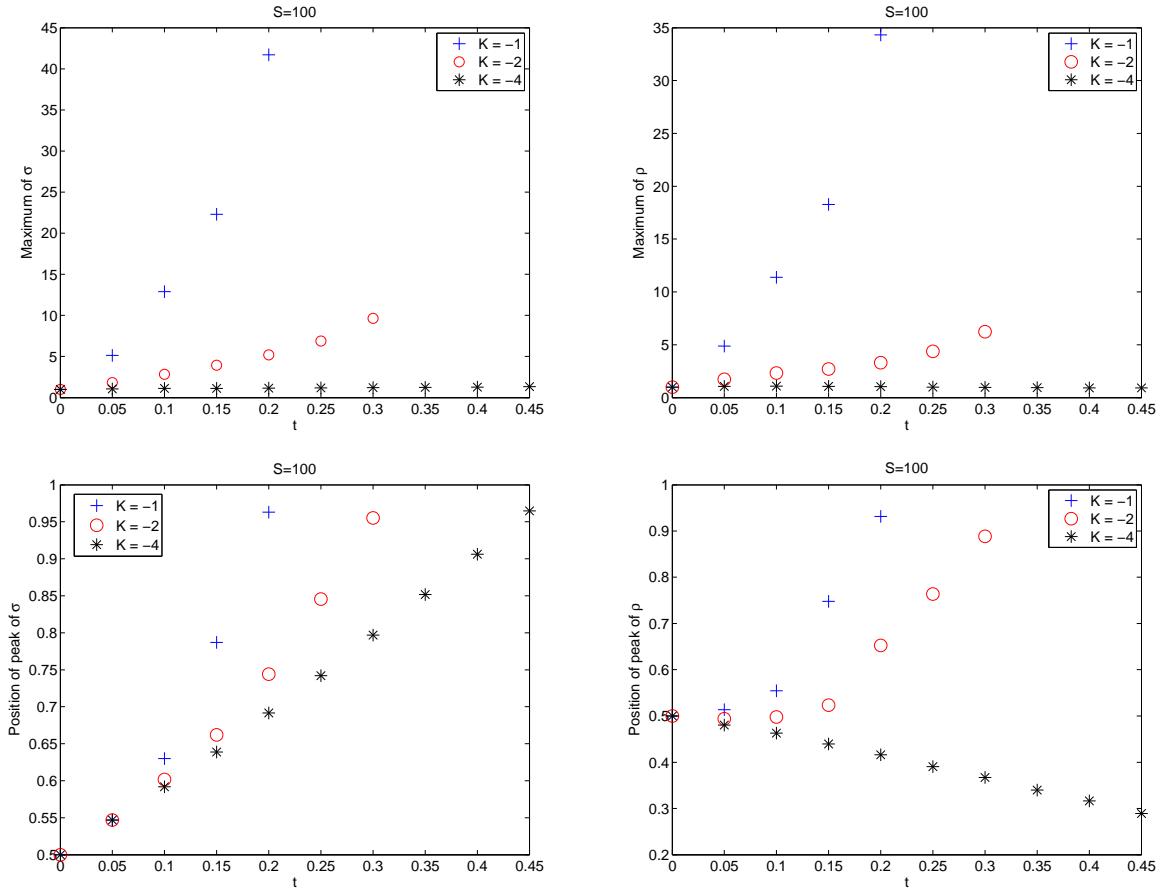 S=100
Maximum of σ
45
40
35
30
25
20
15
10
5
0
K = −1
K = −2
K = −4
0 0.05 0.1 0.15 0.2 0.25 0.3 0.35 0.4 0.45
t
S=100
Maximum of ρ
35
30
25
20
15
10
5
0
K = −1
K = −2
K = −4
0 0.05 0.1 0.15 0.2 0.25 0.3 0.35 0.4 0.45
t
S=100
Position of peak of σ
1
0.95
0.9
0.85
0.8
0.75
0.7
0.65
0.6
0.55
0.5
K = −1
K = −2
K = −4
0 0.05 0.1 0.15 0.2 0.25 0.3 0.35 0.4 0.45
t
S=100
Position of peak of ρ
1
0.9
0.8
0.7
0.6
0.5
0.4
0.3
0.2
K = −1
K = −2
K = −4
0 0.05 0.1 0.15 0.2 0.25 0.3 0.35 0.4 0.45
t